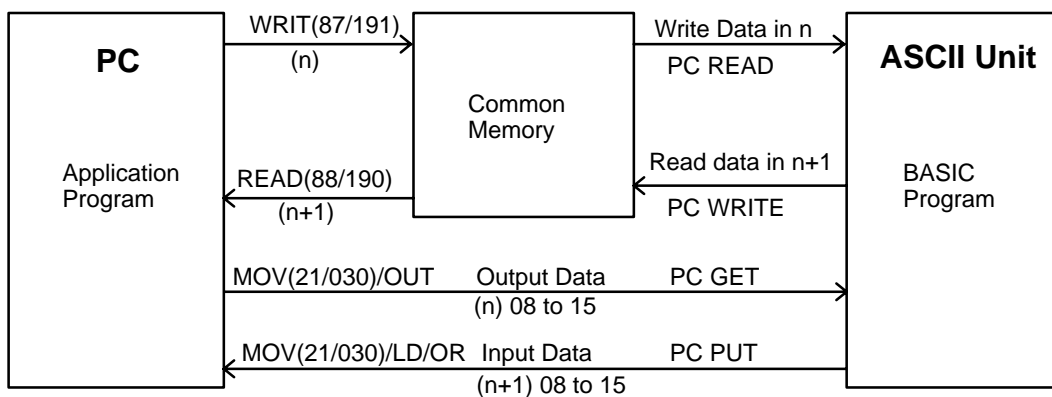 PC
Application
Program
WRIT(87/191)
(n)
READ(88/190)
(n+1)
Common
Memory
Write Data in n
PC READ
Read data in n+1
PC WRITE
ASCII Unit
BASIC
Program
MOV(21/030)/OUT Output Data PC GET
(n) 08 to 15
MOV(21/030)/LD/OR Input Data PC PUT
(n+1) 08 to 15